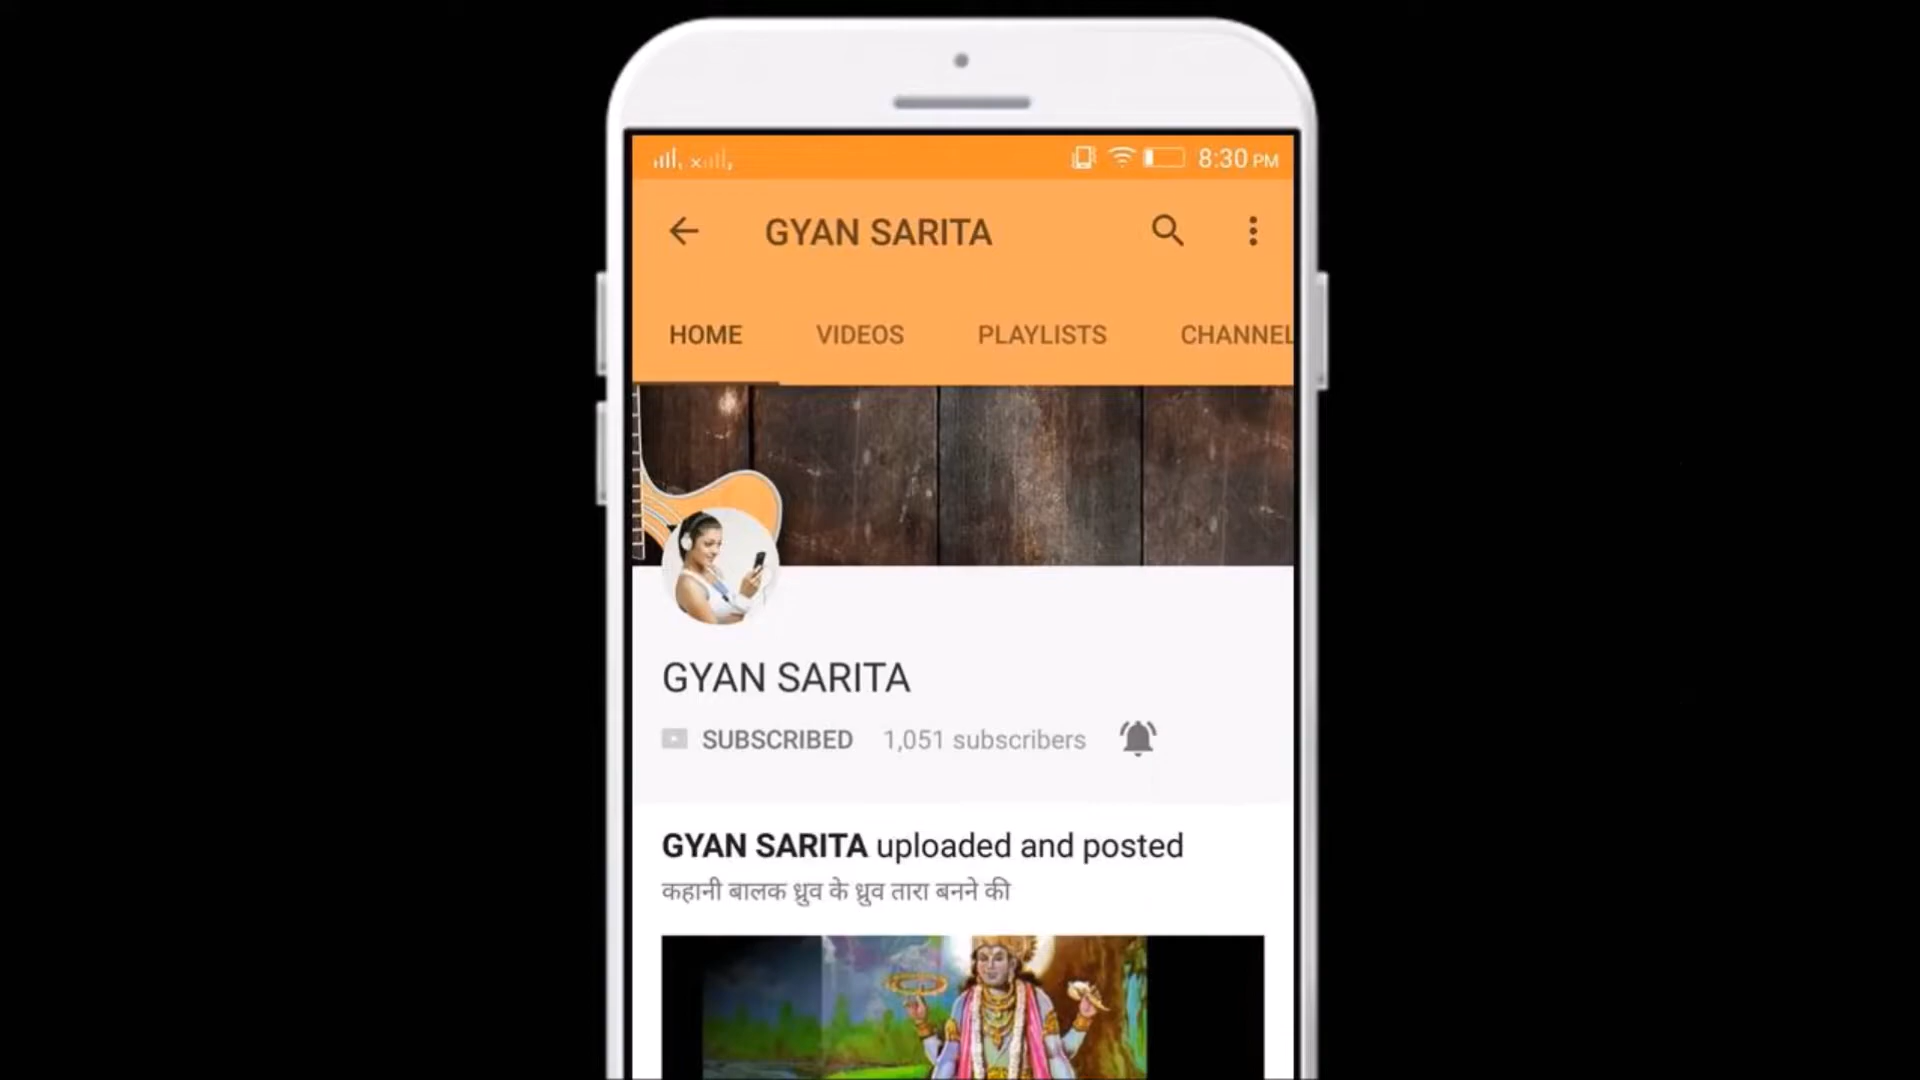 8:30 PM
GYAN SARITA
HOME VIDEOS PLAYLISTS CHANNEL
GYAN SARITA
SUBSCRIBED 1,051 subscribers
GYAN SARITA uploaded and posted
कहानी बालक ध्रुव के ध्रुव तारा बनने की